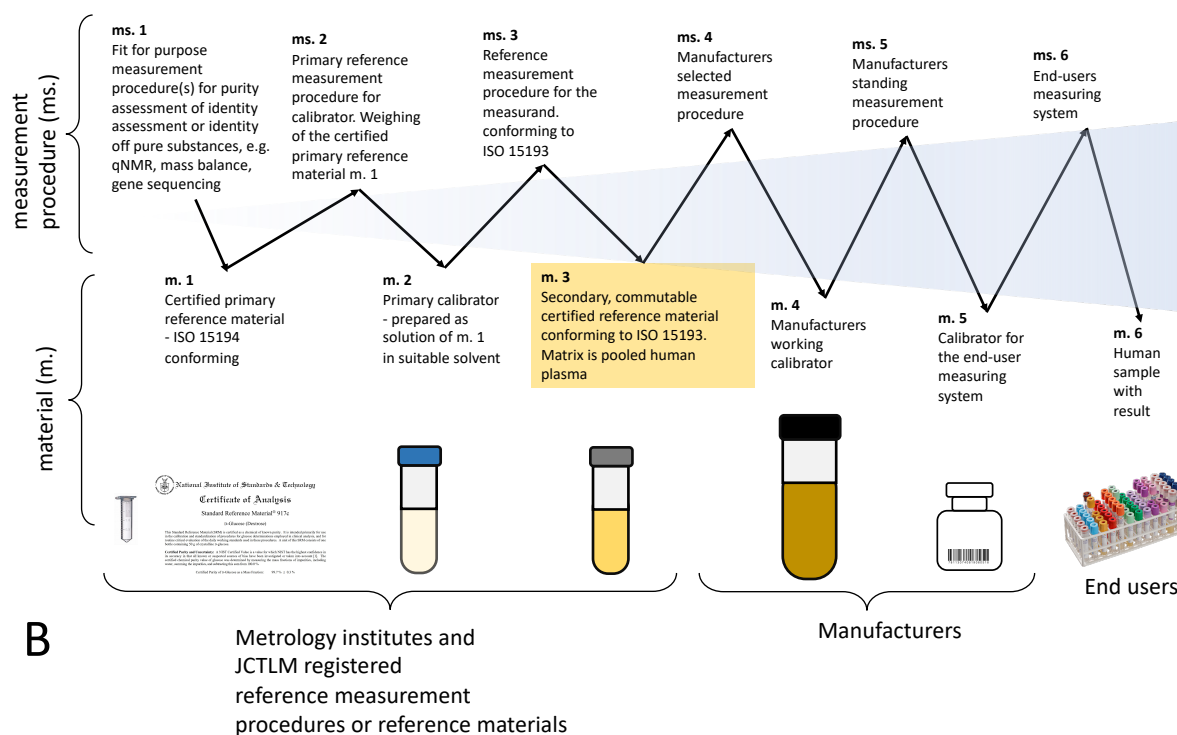 ms. 1
Fit for purpose
measurement
procedure(s) for purity
assessment of identity
assessment or identity
off pure substances, e.g.
qNMR, mass balance,
gene sequencing
ms. 2
Primary reference
measurement
procedure for
calibrator. Weighing
of the certified
primary reference
material m. 1
ms. 3
Reference
measurement
procedure for the
measurand.
conforming to
ISO 15193
ms. 4
Manufacturers
selected
measurement
procedure
ms. 5
Manufacturers
standing
measurement
procedure
ms. 6
End-users
measuring
system
measurement
procedure (ms.)
material (m.)
m. 1
Certified primary
reference material
- ISO 15194
conforming
m. 2
Primary calibrator
- prepared as
solution of m. 1
in suitable solvent
m. 3
Secondary, commutable
certified reference material
conforming to ISO 15193.
Matrix is pooled human
plasma
m. 4
Manufacturers
working
calibrator
m. 5
Calibrator for
the end-user
measuring
system
m. 6
Human
sample
with
result
National Institute of Standards & Technology
Certificate of Analysis
Standard Reference Material® 917c
D-Glucose (Dextrose)
Metrology institutes and
JCTLM registered
reference measurement
procedures or reference materials
Manufacturers
End users
B